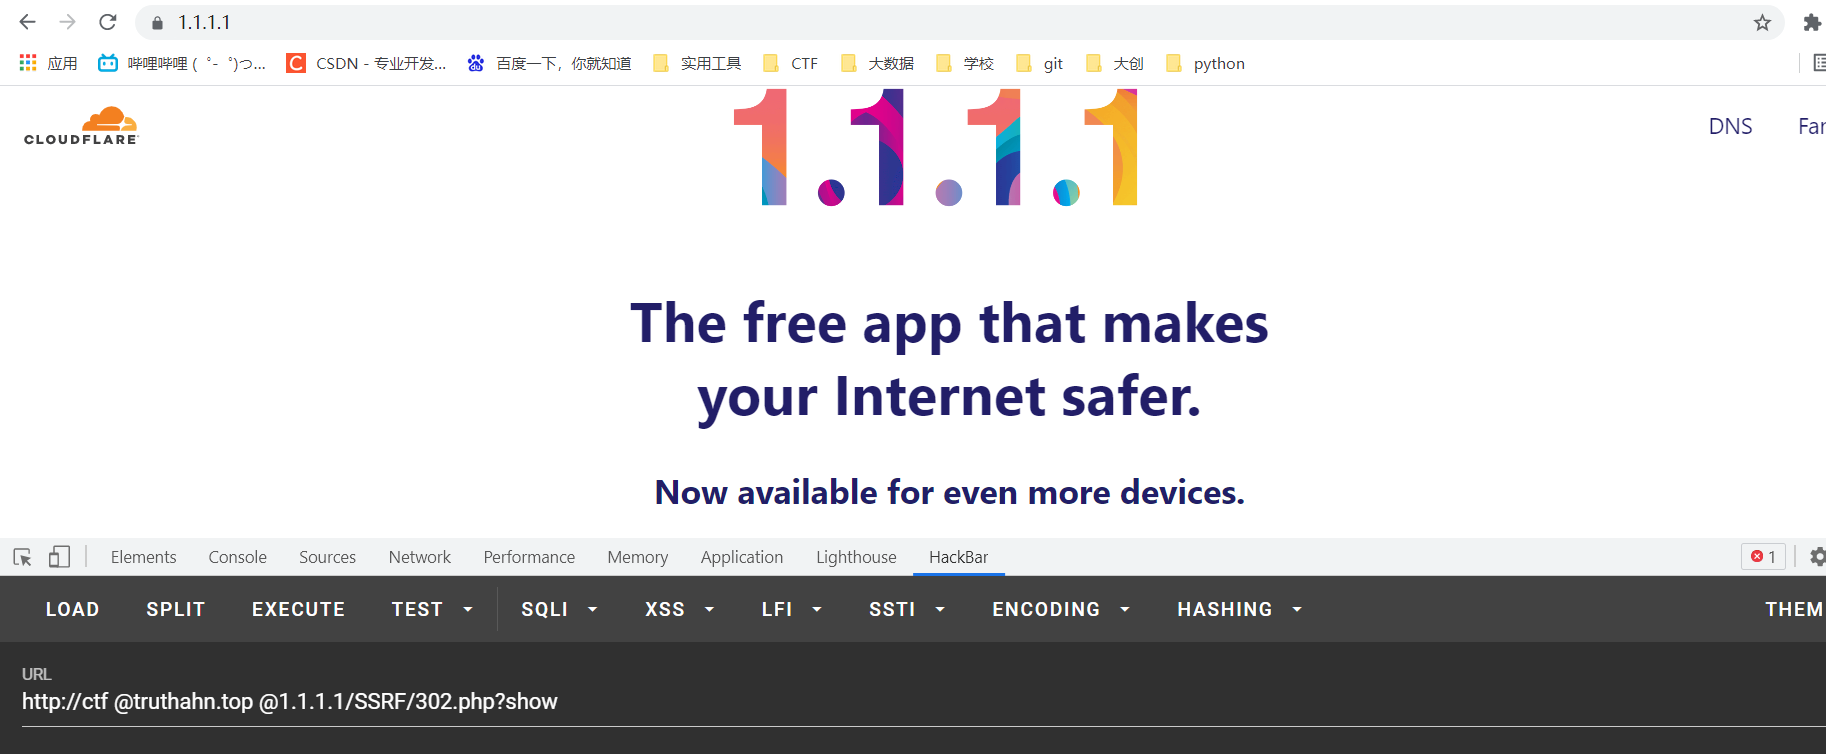 1.1.1.1
应用 哔哩哔哩 (゜-゜)つ... CSDN - 专业开发... 百度一下，你就知道 实用工具 CTF 大数据 学校 git 大创 python
CLOUDFLARE
1.1.1.1
DNS
The free app that makes
your Internet safer.
Now available for even more devices.
Elements Console Sources Network Performance Memory Application Lighthouse HackBar 1
LOAD SPLIT EXECUTE TEST SQLI XSS LFI SSTI ENCODING HASHING THEM
URL
http://ctf @truthahn.top @1.1.1.1/SSRF/302.php?show